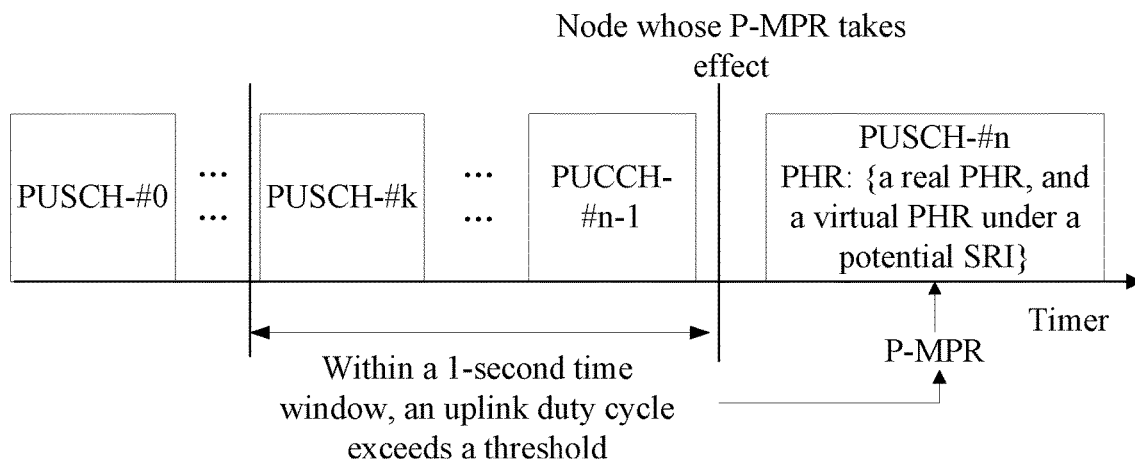 Node whose P-MPR takes
effect
PUSCH-#0
...
...
PUSCH-#k
...
...
PUCCH-
#n-1
PUSCH-#n
PHR: {a real PHR, and
a virtual PHR under a
potential SRI}
Timer
P-MPR
Within a 1-second time
window, an uplink duty cycle
exceeds a threshold